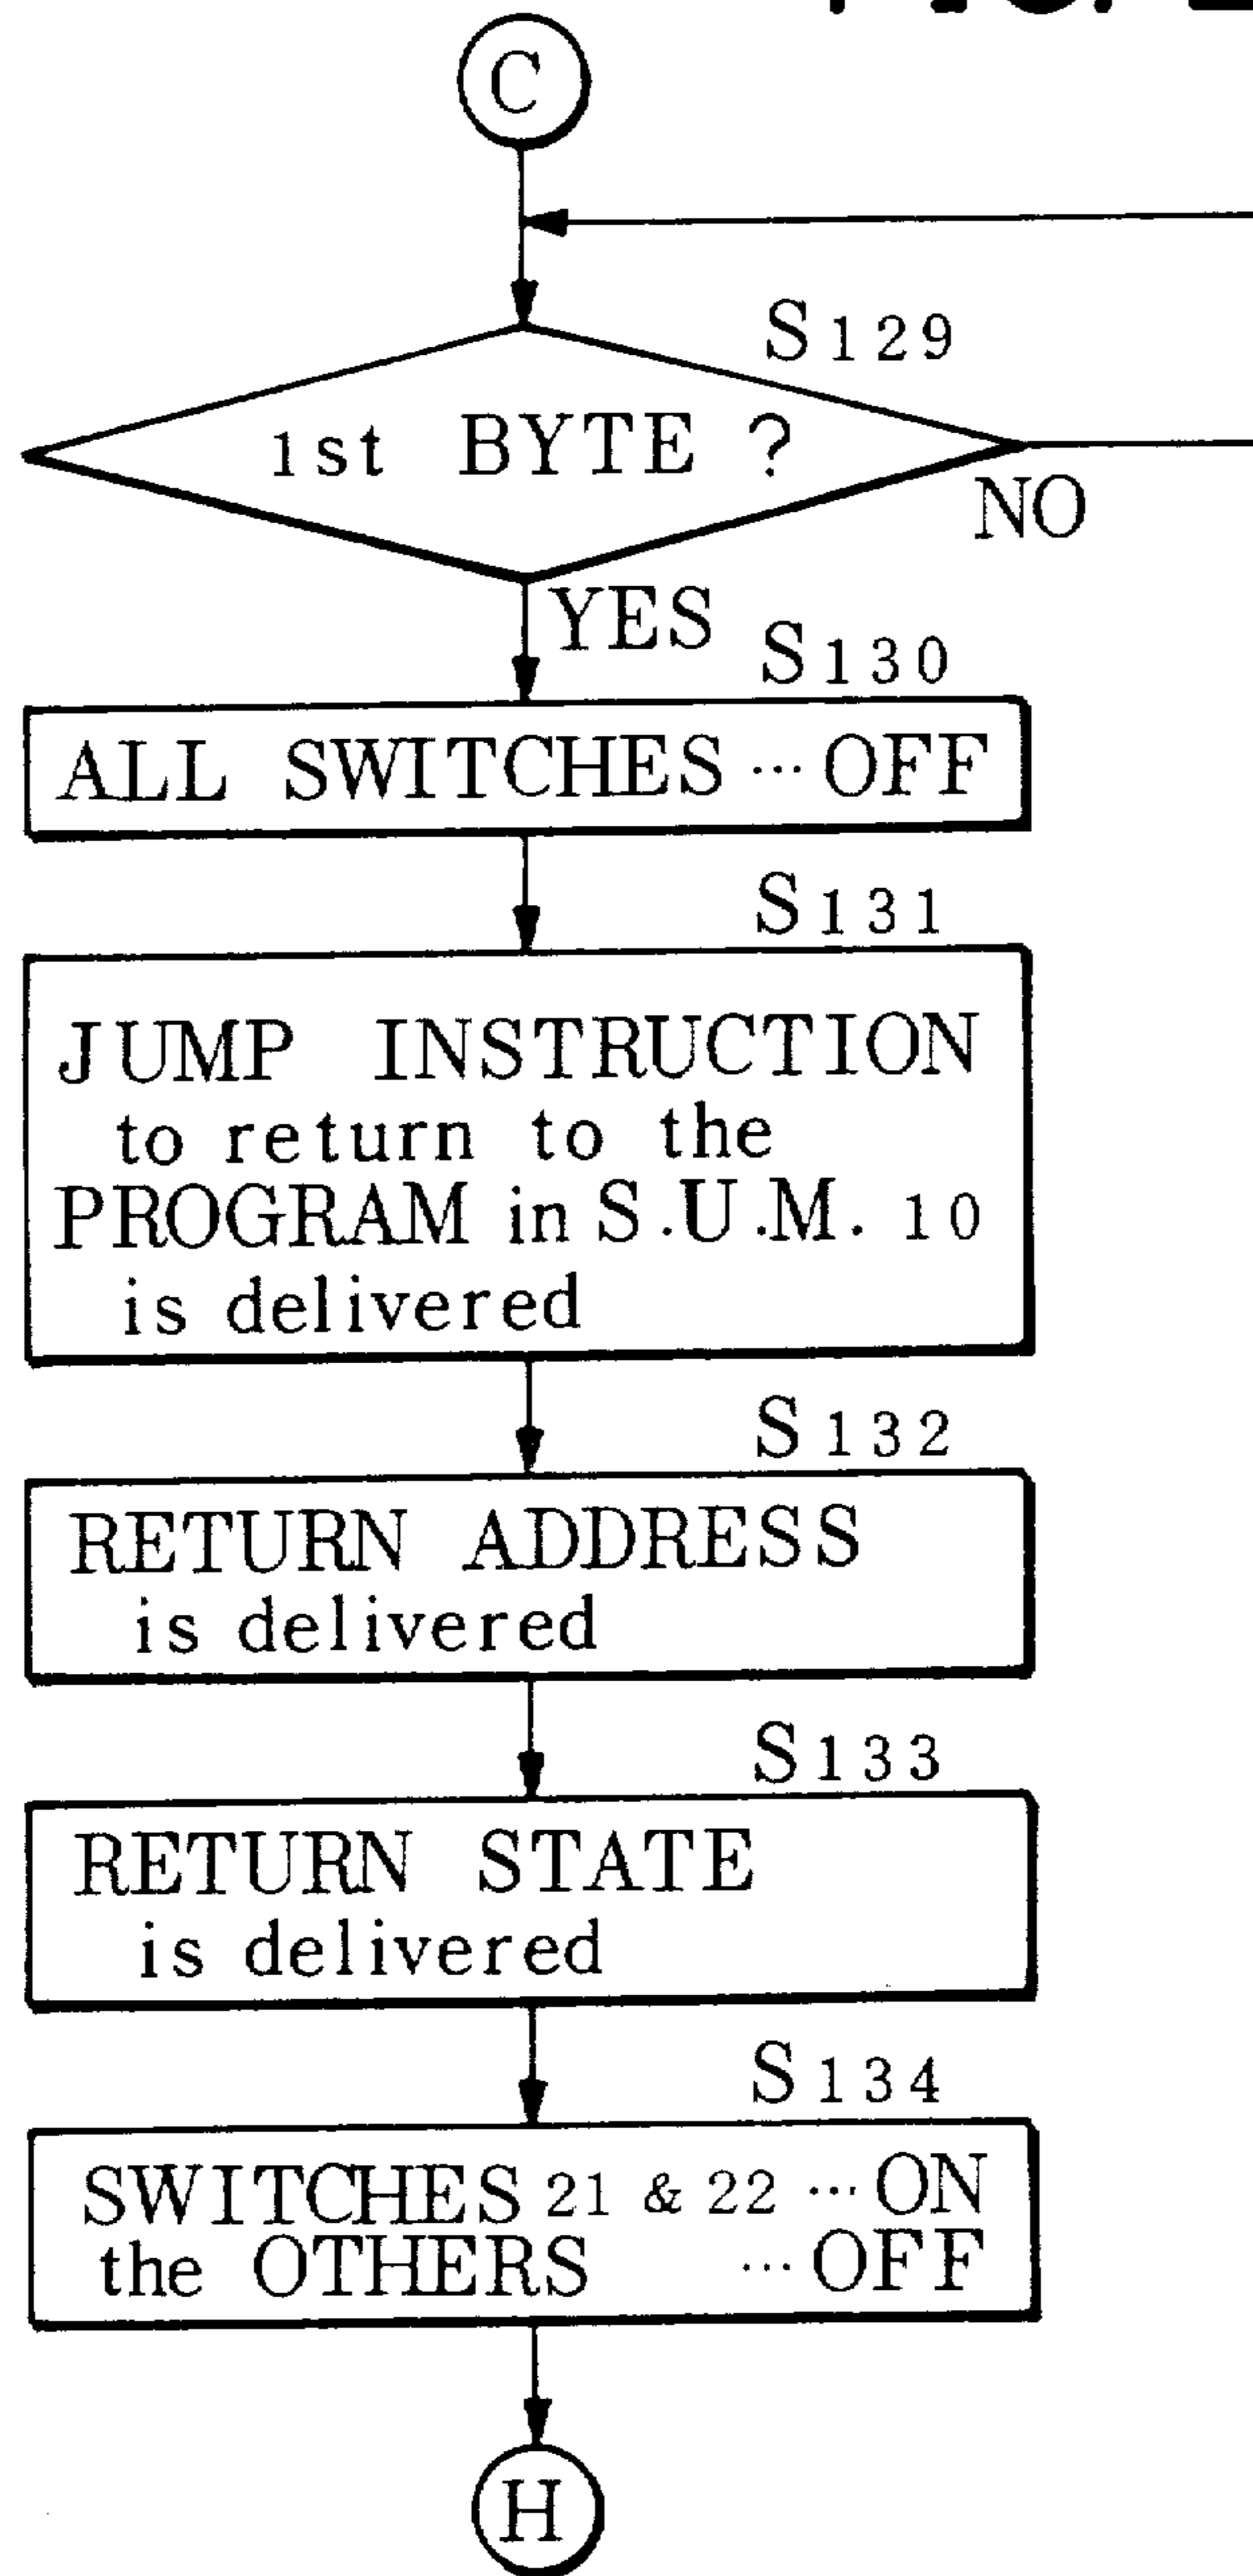 C
S129
1st BYTE ?
NO
YES
S130
ALL SWITCHES ... OFF
S131
JUMP INSTRUCTION
to return to the
PROGRAM in S.U.M. 10
is delivered
S132
RETURN ADDRESS
is delivered
S133
RETURN STATE
is delivered
S134
SWITCHES 21 & 22 ... ON
the OTHERS ... OFF
H